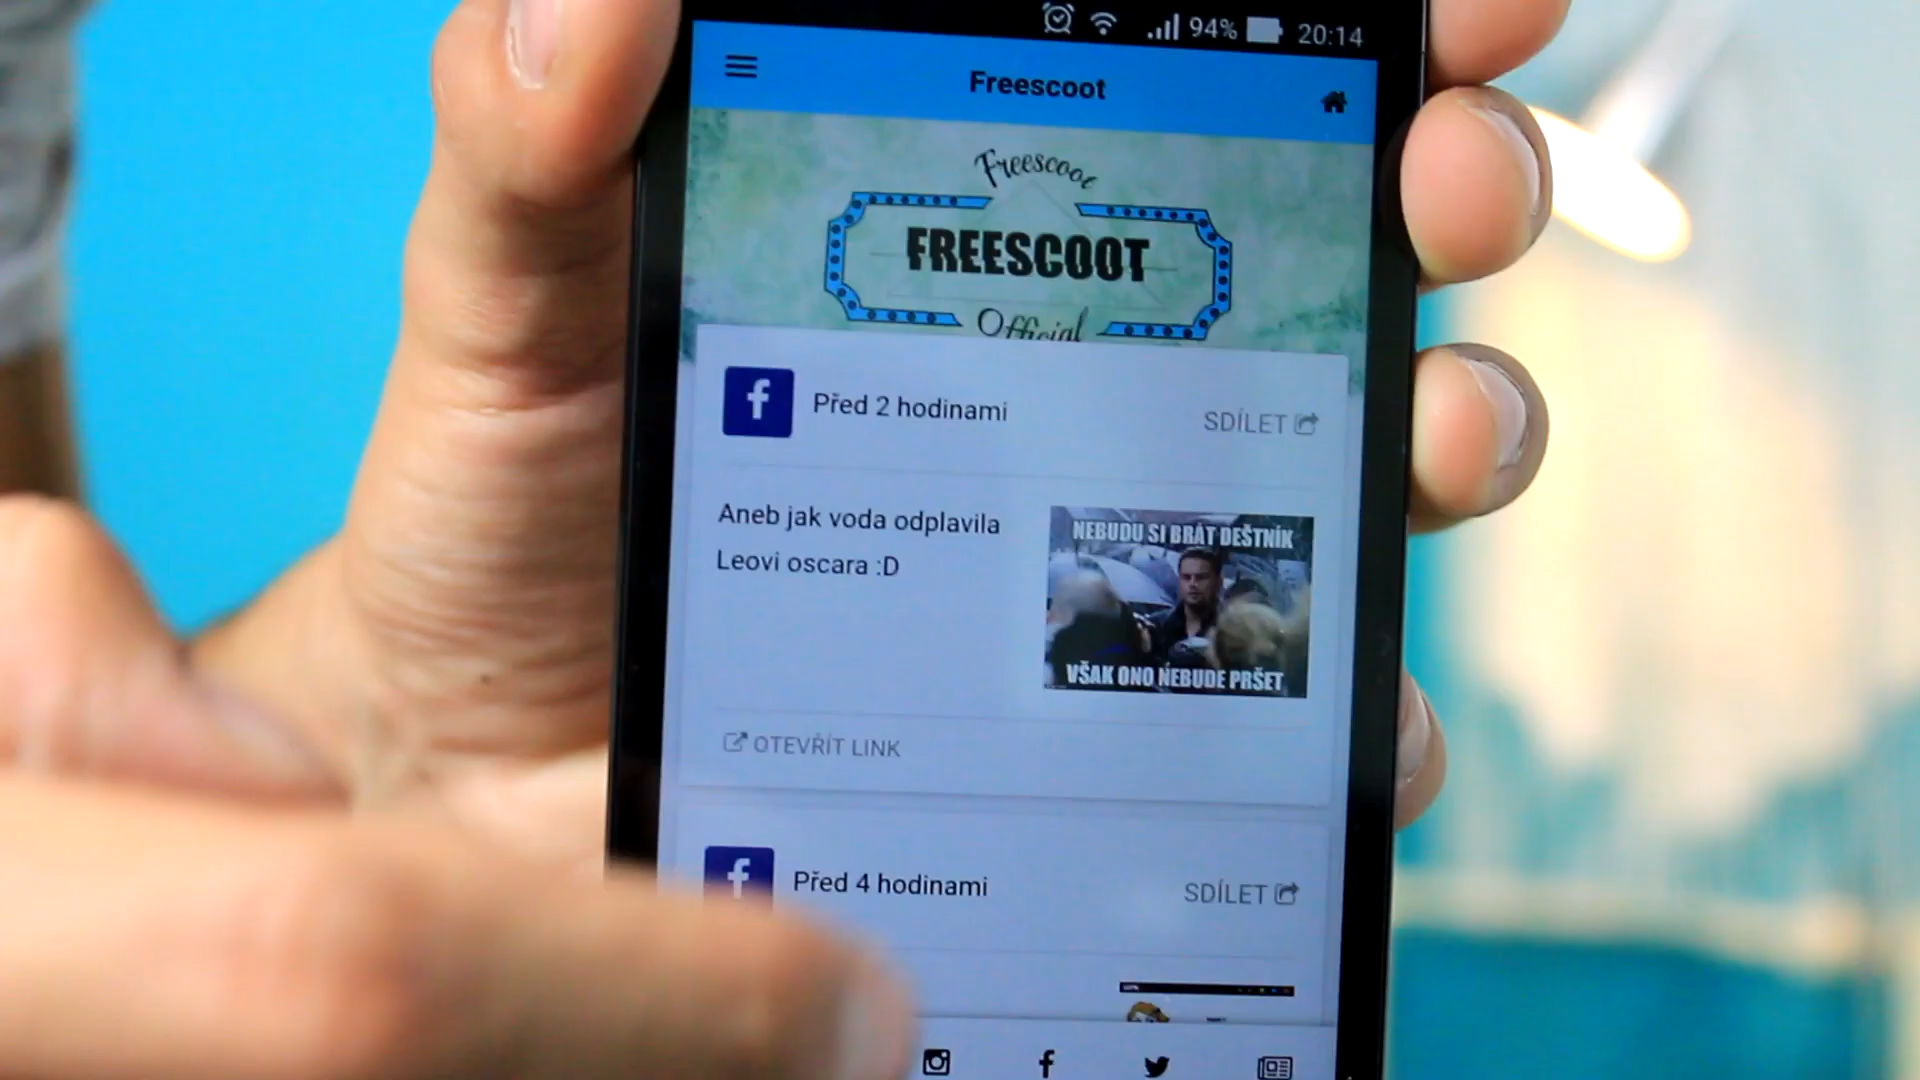 94% 20:14
Freescoot
Freescoot
FREESCOOT
Official
Před 2 hodinami
SDÍLET
Aneb jak voda odplavila
Leovi oscara :D
NEBUDU SI BRÁT DEŠTNÍK
VŠAK ONO NEBUDE PRŠET
OTEVŘÍT LINK
Před 4 hodinami
SDÍLET